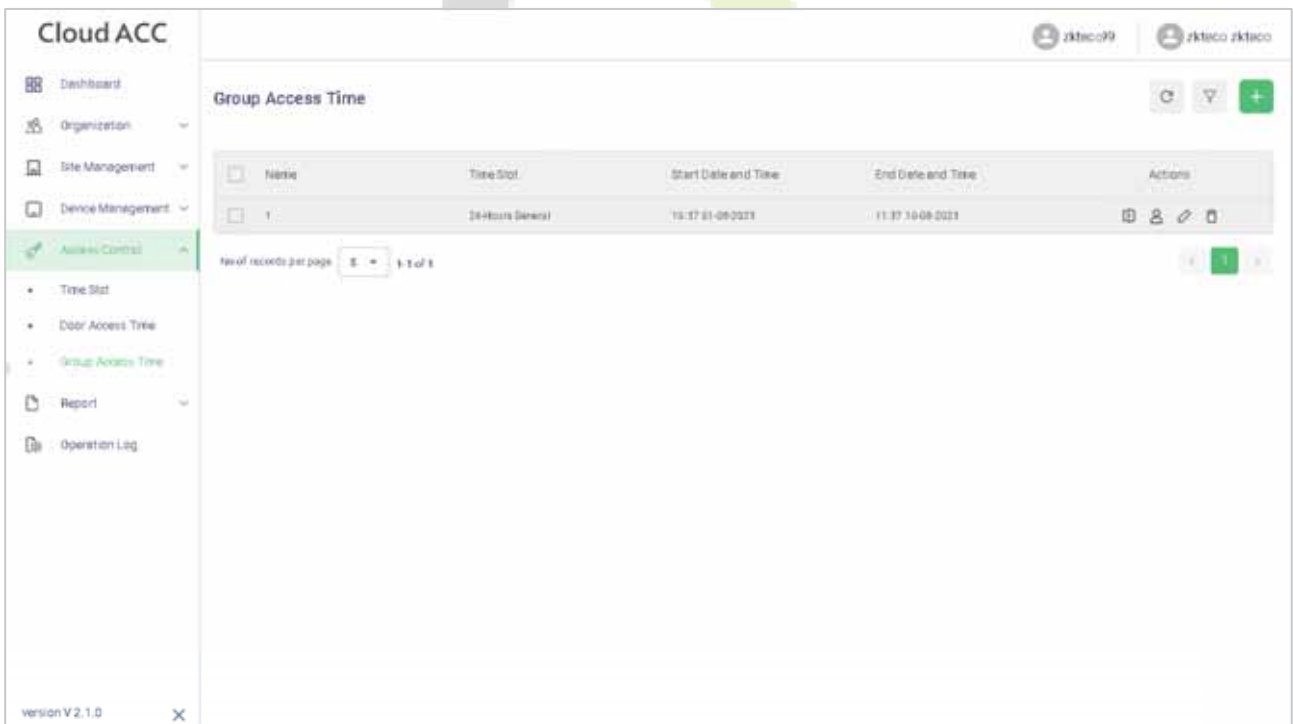 Cloud ACC
zkteco99
zkteco zkteco
Dashboard
Organization
Site Management
Device Management
Access Control
Time Slot
Door Access Time
Group Access Time
Report
Operation Log
version V 2.1.0
Group Access Time
Name Time Slot Start Date and Time End Date and Time Actions
1 24-Hours General
No of records per page 5 1-1 of 1
1